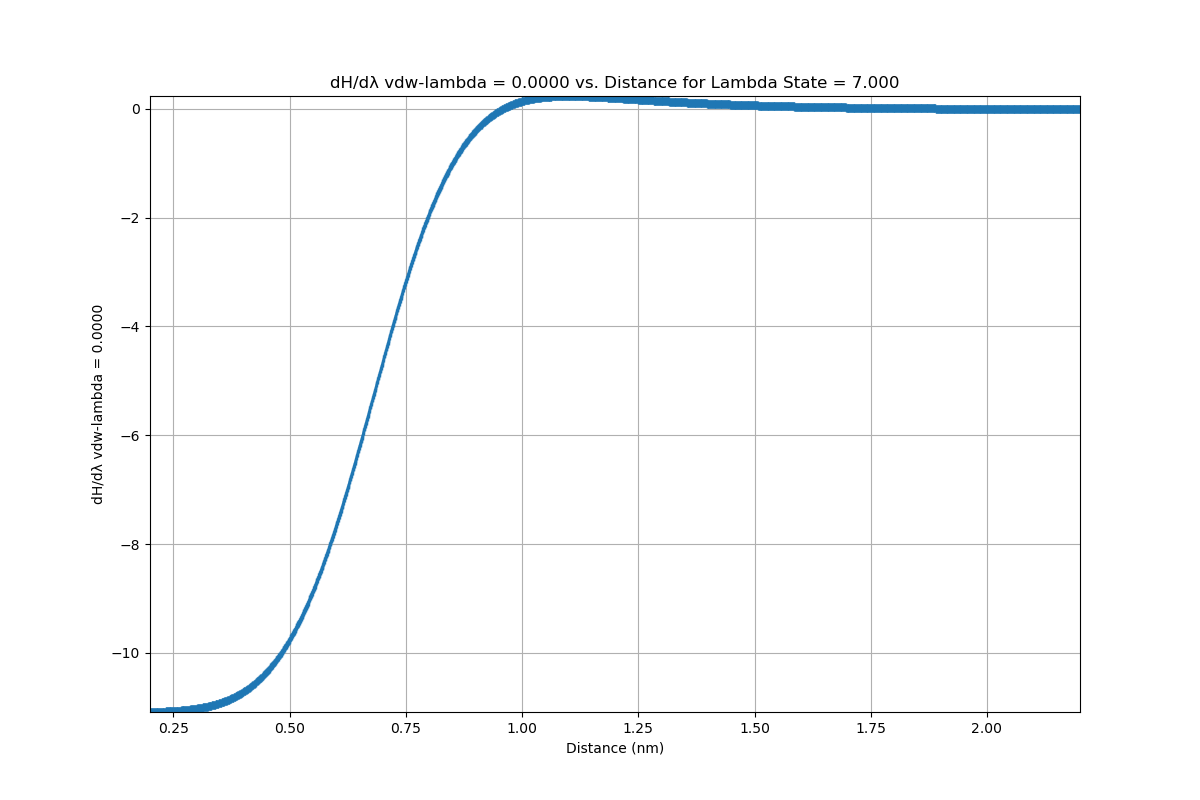 dH/dλ vdw-lambda = 0.0000 vs. Distance for Lambda State = 7.000
dH/dλ vdw-lambda = 0.0000
0
−2
−4
−6
−8
−10
0.25 0.50 0.75 1.00 1.25 1.50 1.75 2.00
Distance (nm)